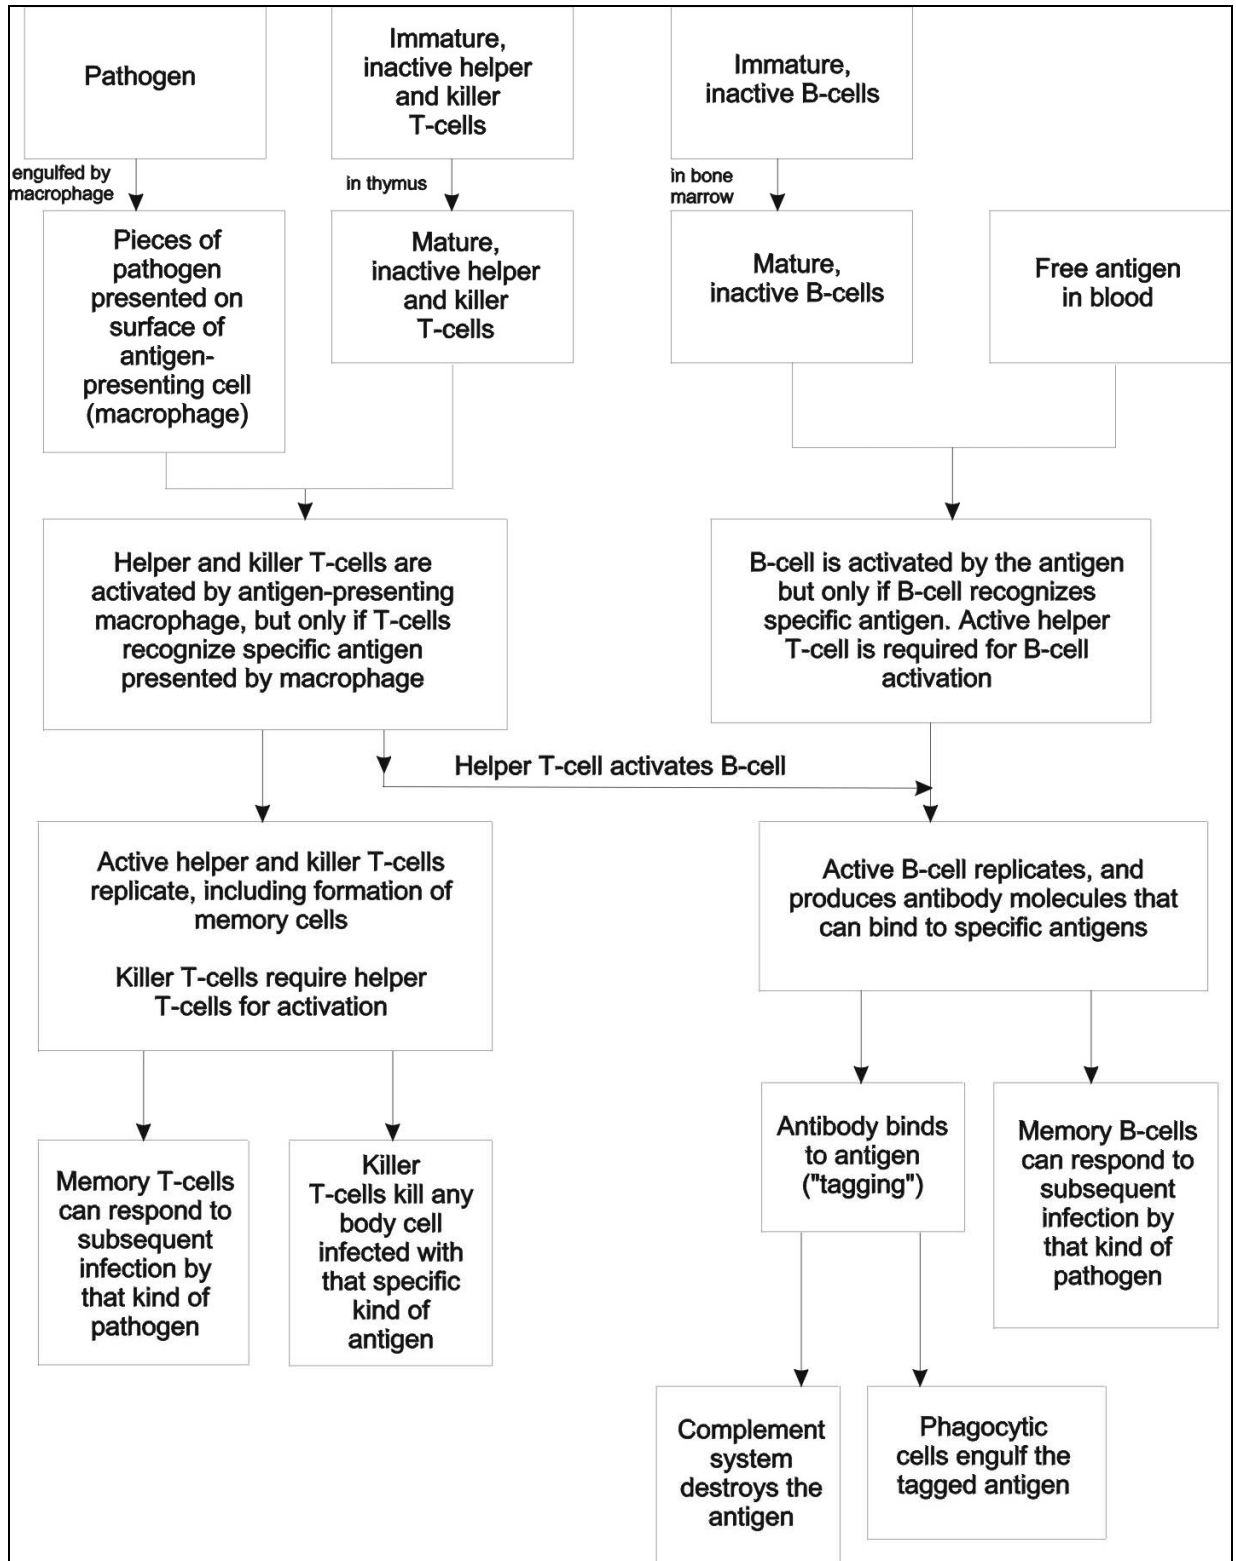 Pathogen
Immature,
inactive helper
and killer
T-cells
Immature,
inactive B-cells
engulfed by
macrophage
in thymus
in bone
marrow
Pieces of
pathogen
presented on
surface of
antigen-
presenting cell
(macrophage)
Mature,
inactive helper
and killer
T-cells
Mature,
inactive B-cells
Free antigen
in blood
Helper and killer T-cells are
activated by antigen-presenting
macrophage, but only if T-cells
recognize specific antigen
presented by macrophage
B-cell is activated by the antigen
but only if B-cell recognizes
specific antigen. Active helper
T-cell is required for B-cell
activation
Helper T-cell activates B-cell
Active helper and killer T-cells
replicate, including formation of
memory cells
Killer T-cells require helper
T-cells for activation
Active B-cell replicates, and
produces antibody molecules that
can bind to specific antigens
Memory T-cells
can respond to
subsequent
infection by
that kind of
pathogen
Killer
T-cells kill any
body cell
infected with
that specific
kind of
antigen
Antibody binds
to antigen
("tagging")
Memory B-cells
can respond to
subsequent
infection by
that kind of
pathogen
Complement
system
destroys the
antigen
Phagocytic
cells engulf the
tagged antigen